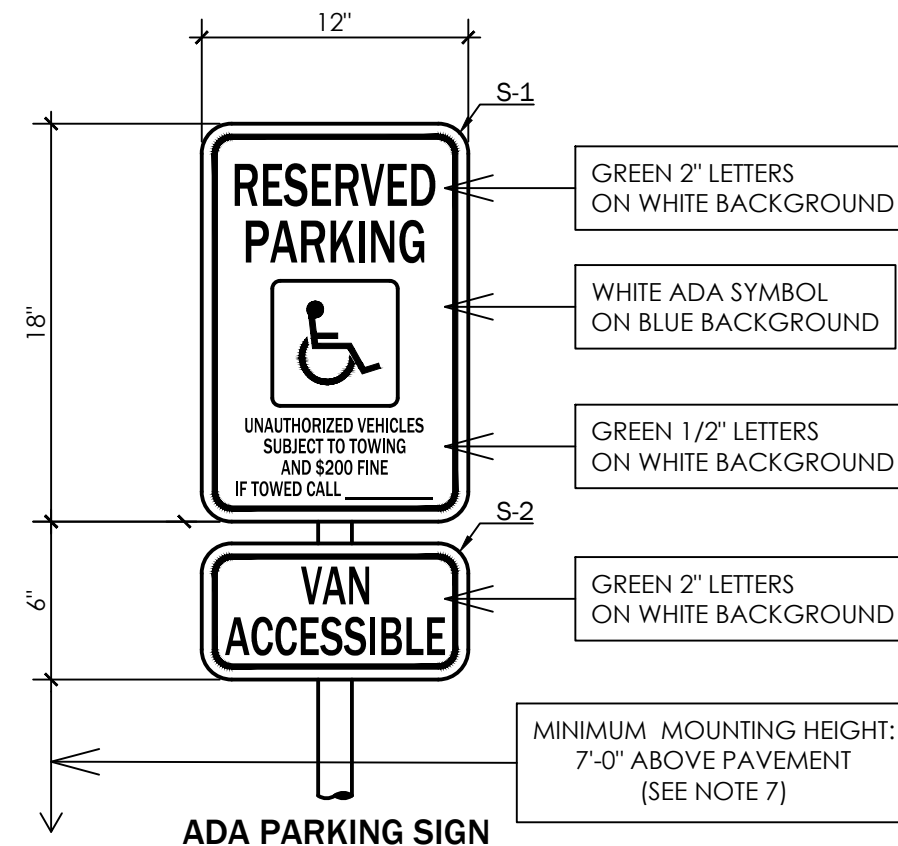 12"
S-1
18"
RESERVED
PARKING
GREEN 2" LETTERS
ON WHITE BACKGROUND
WHITE ADA SYMBOL
ON BLUE BACKGROUND
UNAUTHORIZED VEHICLES
SUBJECT TO TOWING
AND $200 FINE
IF TOWED CALL ________
GREEN 1/2" LETTERS
ON WHITE BACKGROUND
S-2
6"
VAN
ACCESSIBLE
GREEN 2" LETTERS
ON WHITE BACKGROUND
MINIMUM MOUNTING HEIGHT:
7'-0" ABOVE PAVEMENT
(SEE NOTE 7)
ADA PARKING SIGN